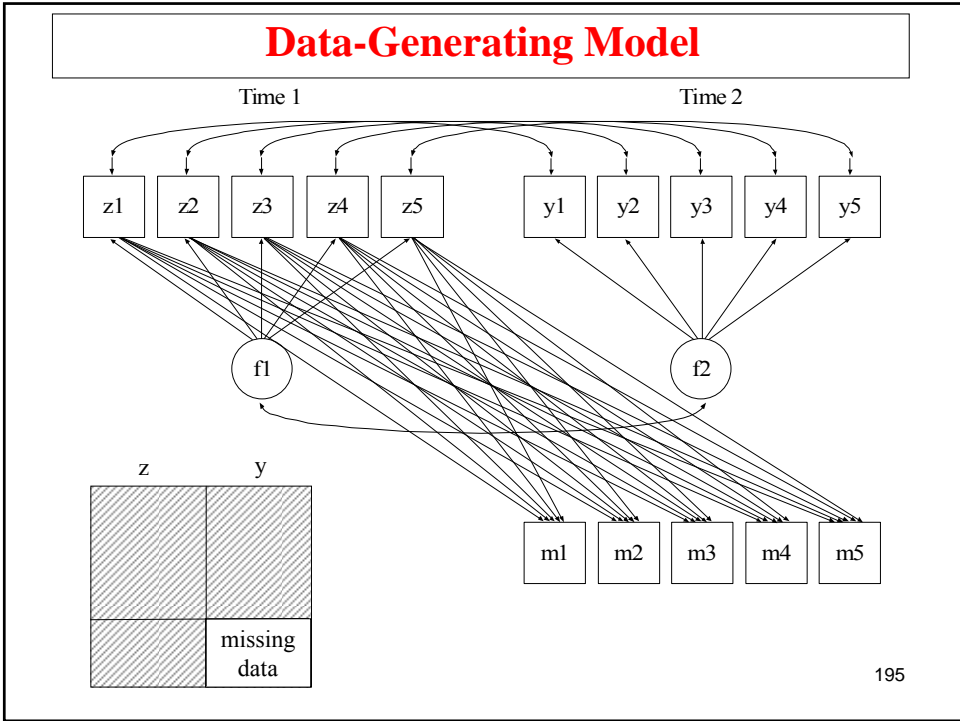 Data-Generating Model
Time 1 Time 2
z1 z2 z3 z4 z5 y1 y2 y3 y4 y5
f1 f2
z y
m1 m2 m3 m4 m5
missing
data
195